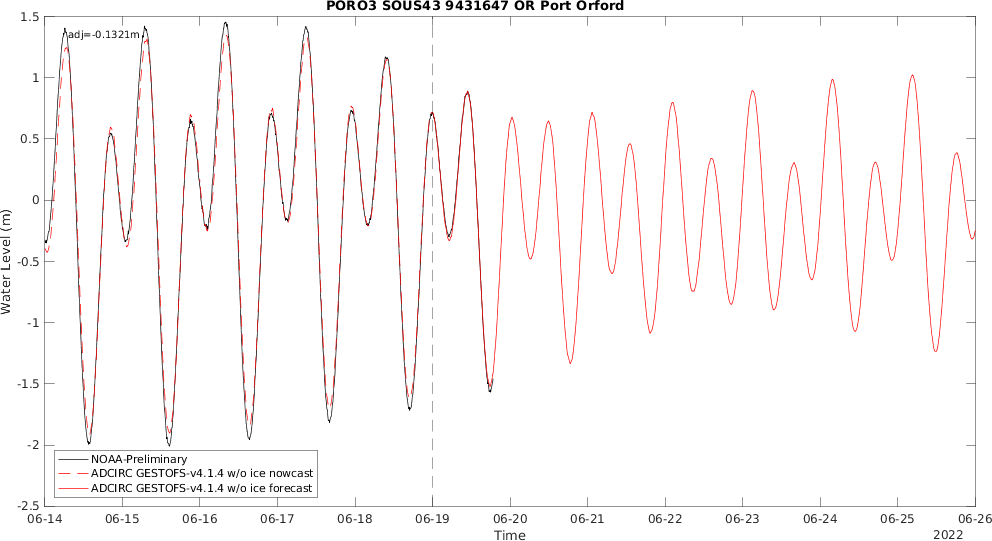 PORO3 SOUS43 9431647 OR Port Orford
adj=-0.1321m
1.5
1
0.5
0
-0.5
-1
-1.5
-2
-2.5
Water Level (m)
NOAA-Preliminary
ADCIRC GESTOFS-v4.1.4 w/o ice nowcast
ADCIRC GESTOFS-v4.1.4 w/o ice forecast
06-14 06-15 06-16 06-17 06-18 06-19 06-20 06-21 06-22 06-23 06-24 06-25 06-26
Time
2022